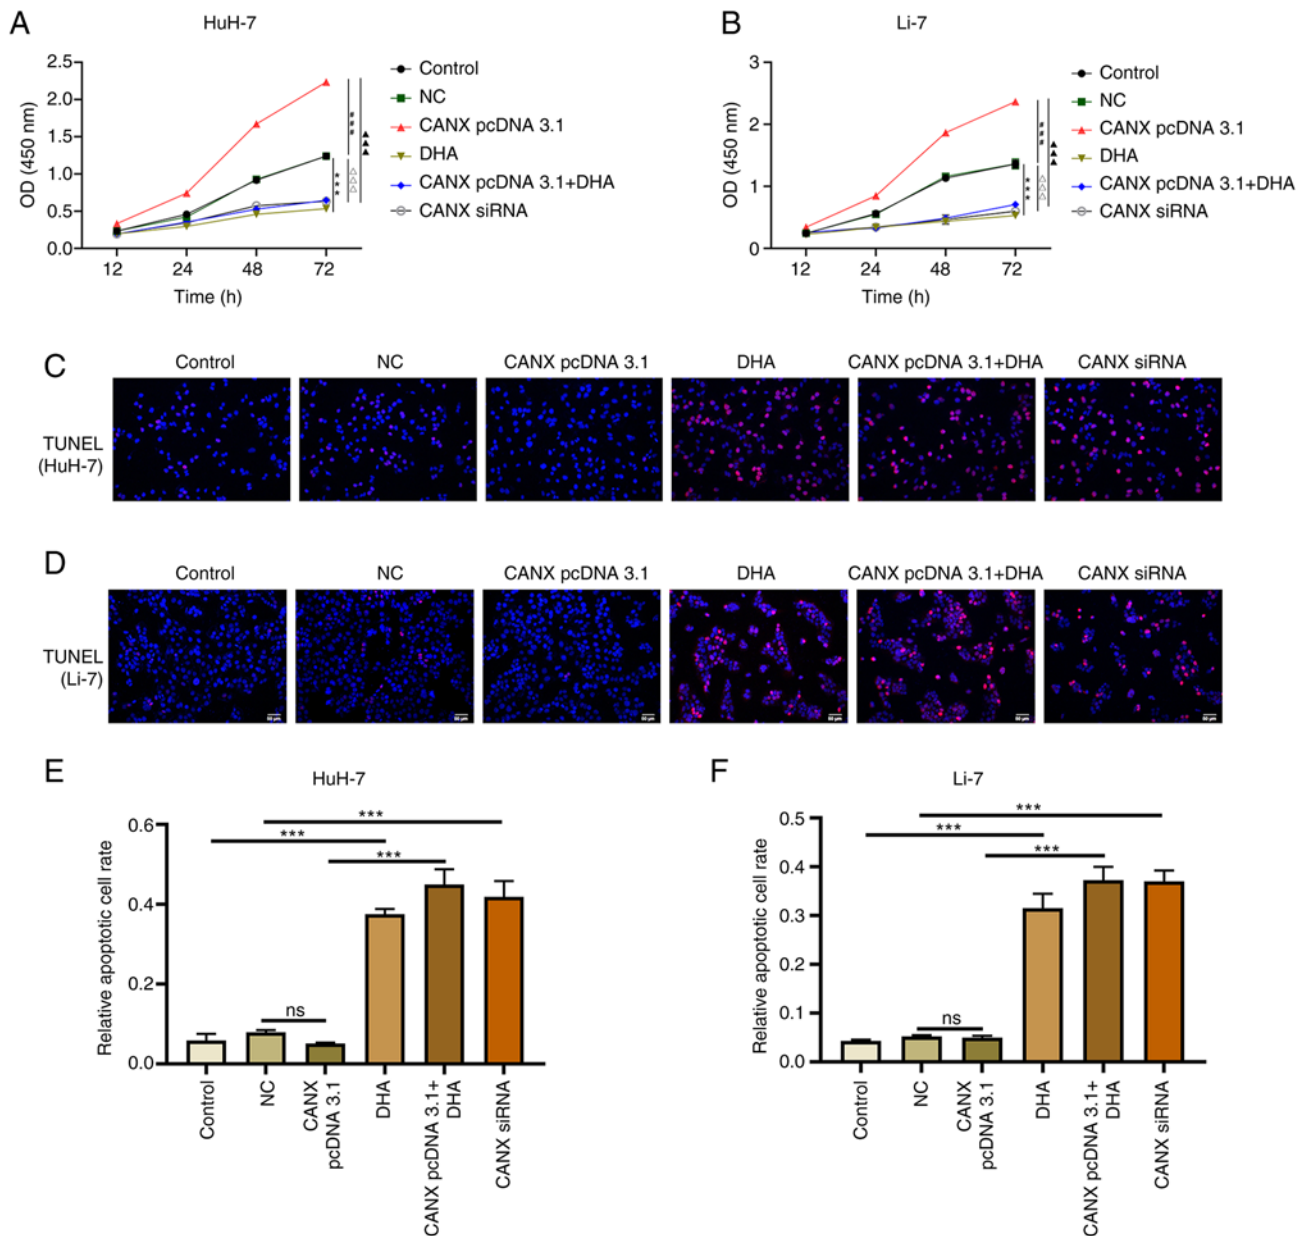 A
HuH-7
OD (450 nm)
2.5
2.0
1.5
1.0
0.5
0.0
12 24 48 72
Time (h)
###
▲▲▲
***
△△△
Control
NC
CANX pcDNA 3.1
DHA
CANX pcDNA 3.1+DHA
CANX siRNA
B
Li-7
OD (450 nm)
3
2
1
0
12 24 48 72
Time (h)
###
▲▲▲
***
△△△
Control
NC
CANX pcDNA 3.1
DHA
CANX pcDNA 3.1+DHA
CANX siRNA
C
Control NC CANX pcDNA 3.1 DHA CANX pcDNA 3.1+DHA CANX siRNA
TUNEL
(HuH-7)
D
Control NC CANX pcDNA 3.1 DHA CANX pcDNA 3.1+DHA CANX siRNA
TUNEL
(Li-7)
E
HuH-7
Relative apoptotic cell rate
0.6
0.4
0.2
0.0
***
***
***
ns
Control
NC
CANX
pcDNA 3.1
DHA
CANX pcDNA 3.1+
DHA
CANX siRNA
F
Li-7
Relative apoptotic cell rate
0.5
0.4
0.3
0.2
0.1
0.0
***
***
***
ns
Control
NC
CANX
pcDNA 3.1
DHA
CANX pcDNA 3.1+
DHA
CANX siRNA